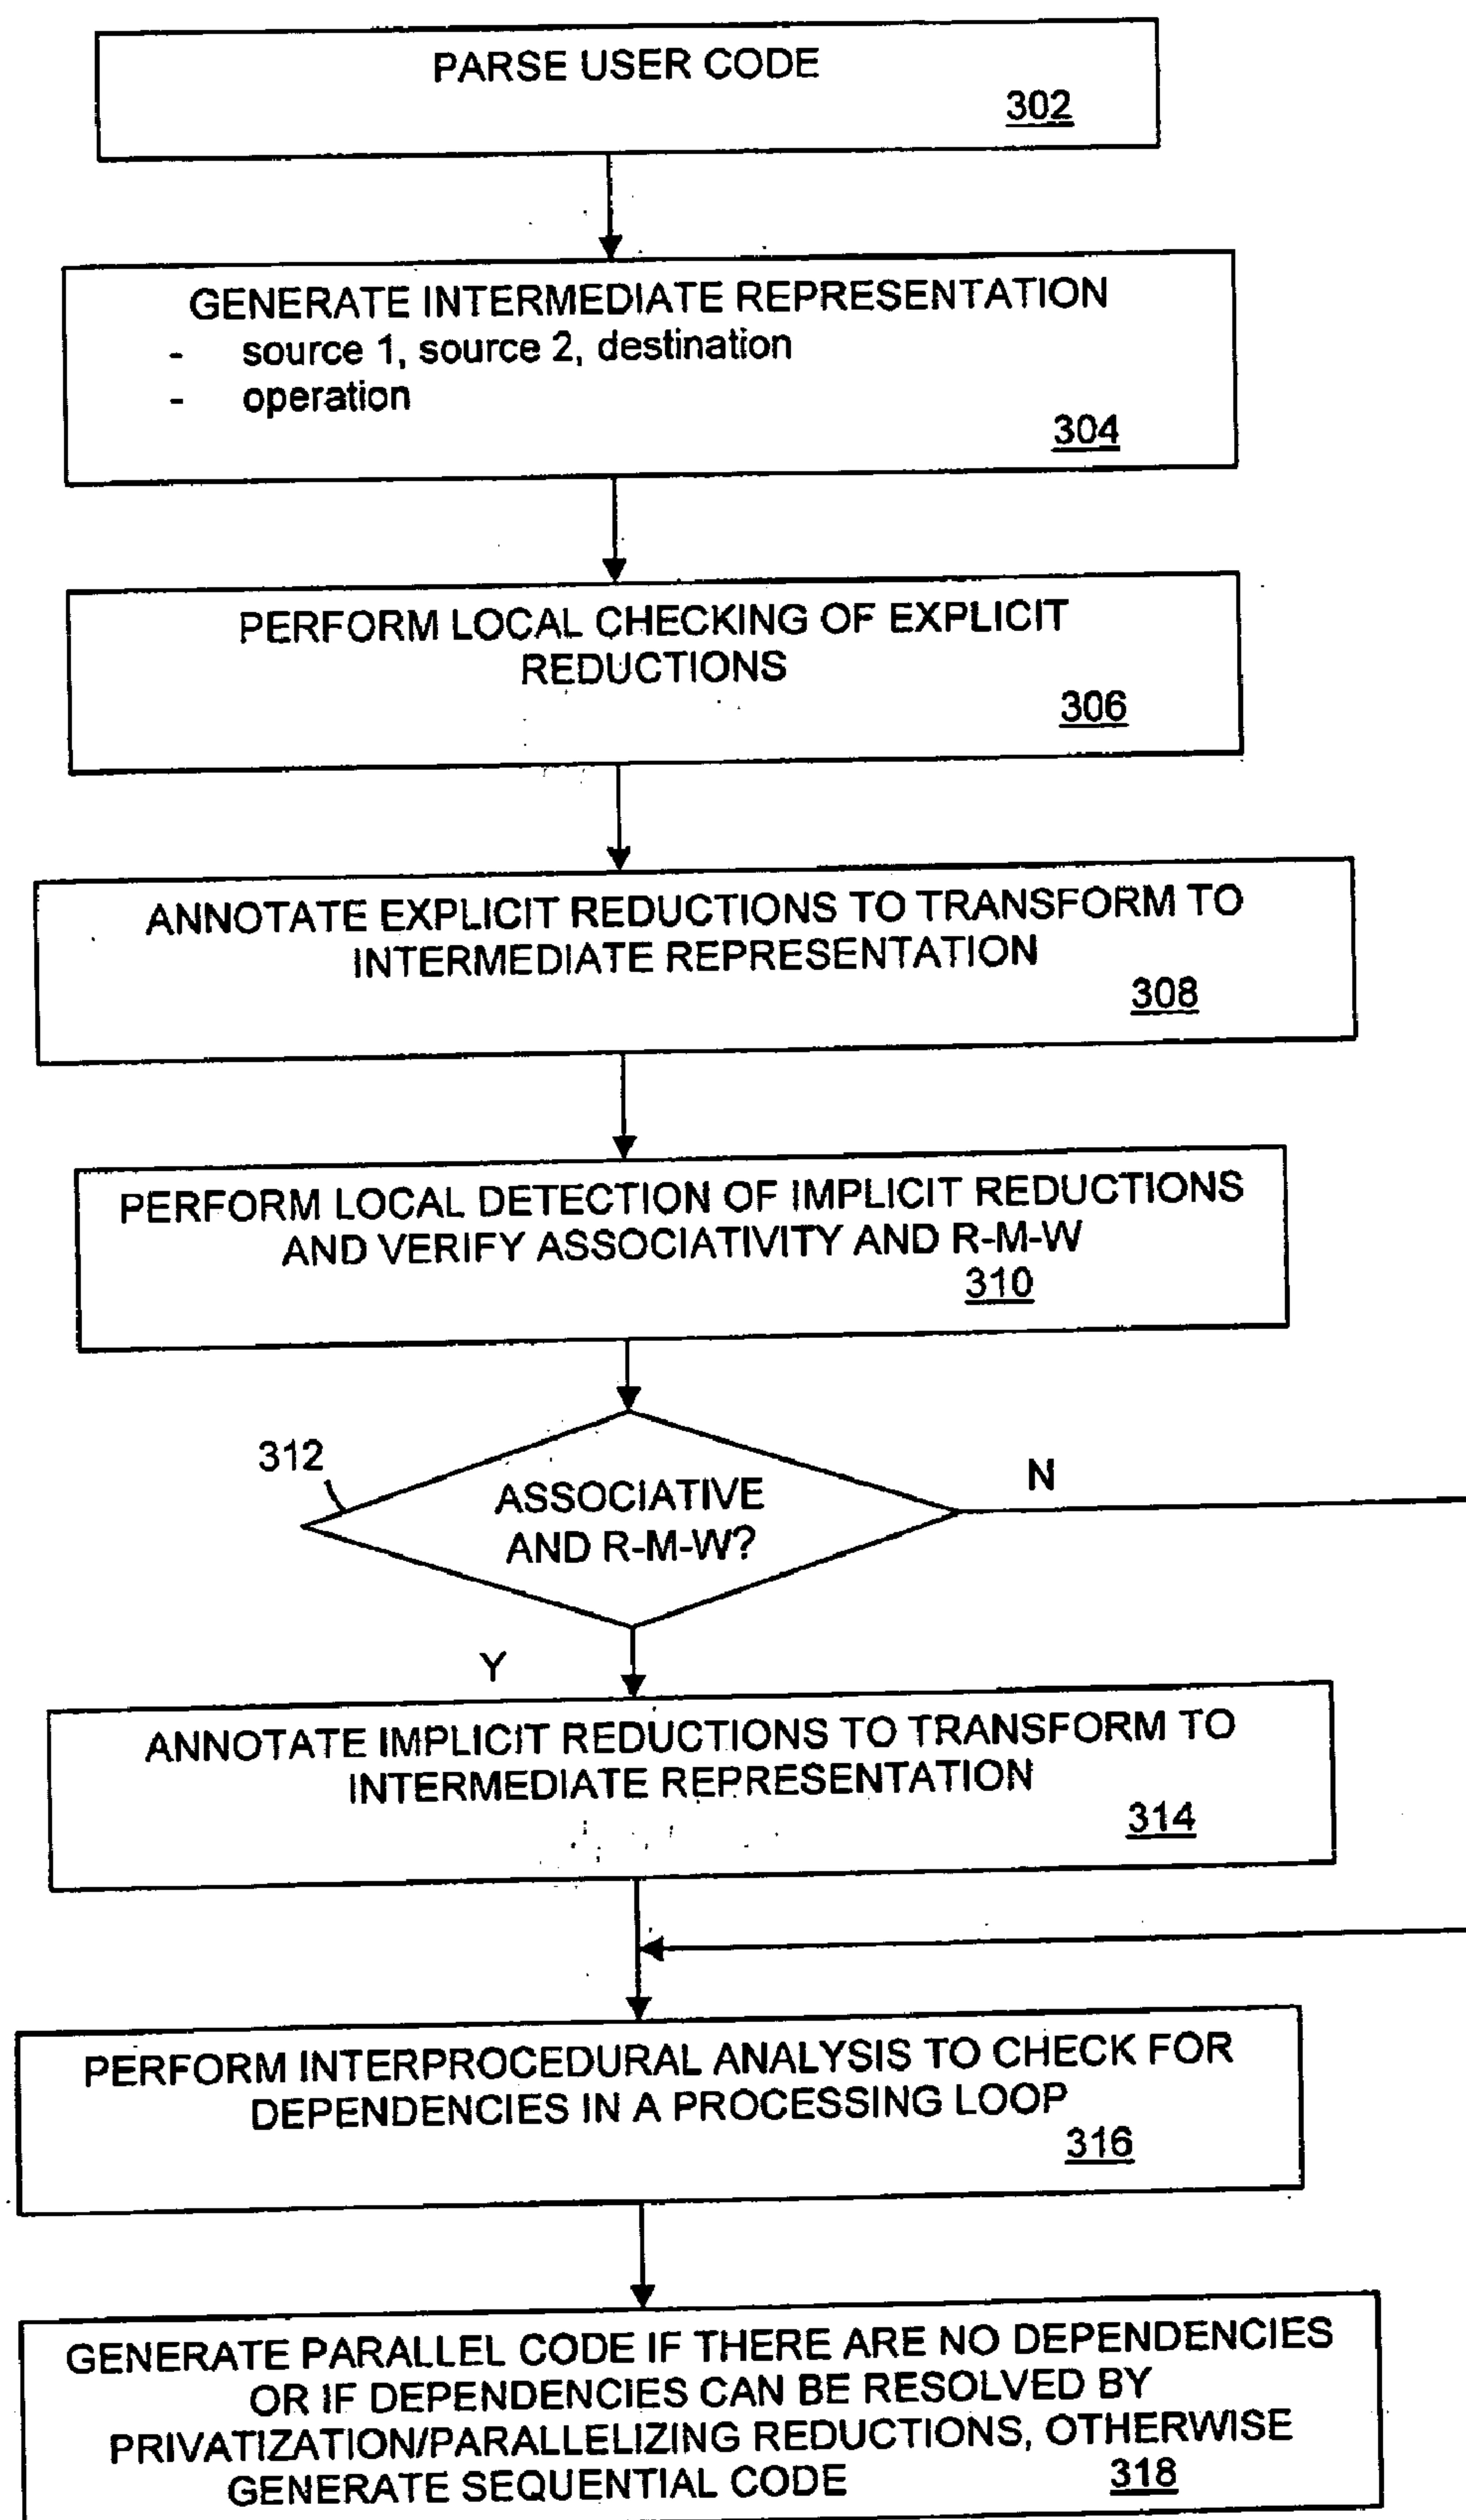 PARSE USER CODE
302
GENERATE INTERMEDIATE REPRESENTATION
- source 1, source 2, destination
- operation
304
PERFORM LOCAL CHECKING OF EXPLICIT
REDUCTIONS
306
ANNOTATE EXPLICIT REDUCTIONS TO TRANSFORM TO
INTERMEDIATE REPRESENTATION
308
PERFORM LOCAL DETECTION OF IMPLICIT REDUCTIONS
AND VERIFY ASSOCIATIVITY AND R-M-W
310
312
ASSOCIATIVE
AND R-M-W?
N
Y
ANNOTATE IMPLICIT REDUCTIONS TO TRANSFORM TO
INTERMEDIATE REPRESENTATION
314
PERFORM INTERPROCEDURAL ANALYSIS TO CHECK FOR
DEPENDENCIES IN A PROCESSING LOOP
316
GENERATE PARALLEL CODE IF THERE ARE NO DEPENDENCIES
OR IF DEPENDENCIES CAN BE RESOLVED BY
PRIVATIZATION/PARALLELIZING REDUCTIONS, OTHERWISE
GENERATE SEQUENTIAL CODE 318